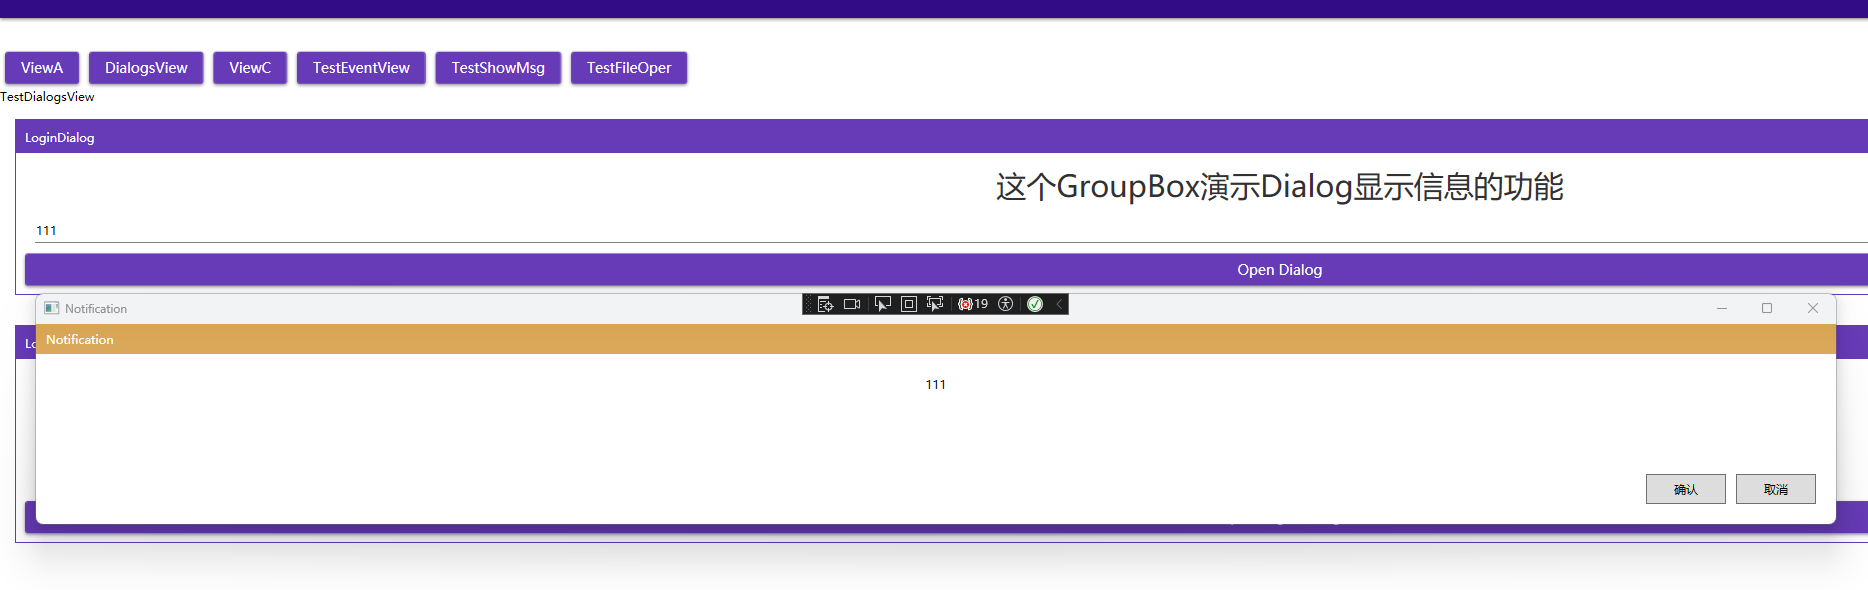 ViewA DialogsView ViewC TestEventView TestShowMsg TestFileOper
TestDialogsView
LoginDialog
这个GroupBox演示Dialog显示信息的功能
111
Open Dialog
Notification
19
Notification
111
确认 取消